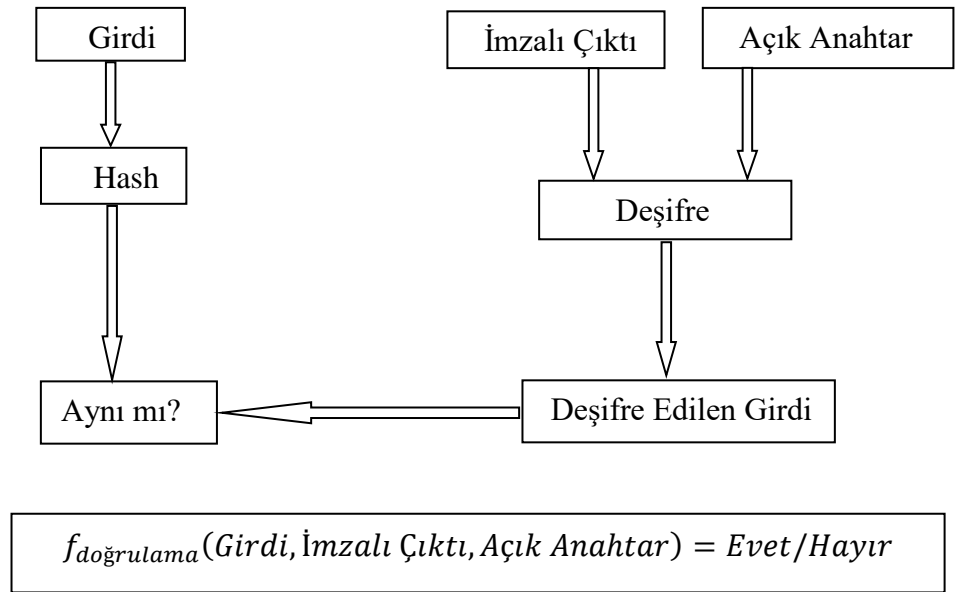 Girdi
İmzalı Çıktı
Açık Anahtar
Hash
Deşifre
Aynı mı?
Deşifre Edilen Girdi
f_doğrulama(Girdi, İmzalı Çıktı, Açık Anahtar) = Evet/Hayır